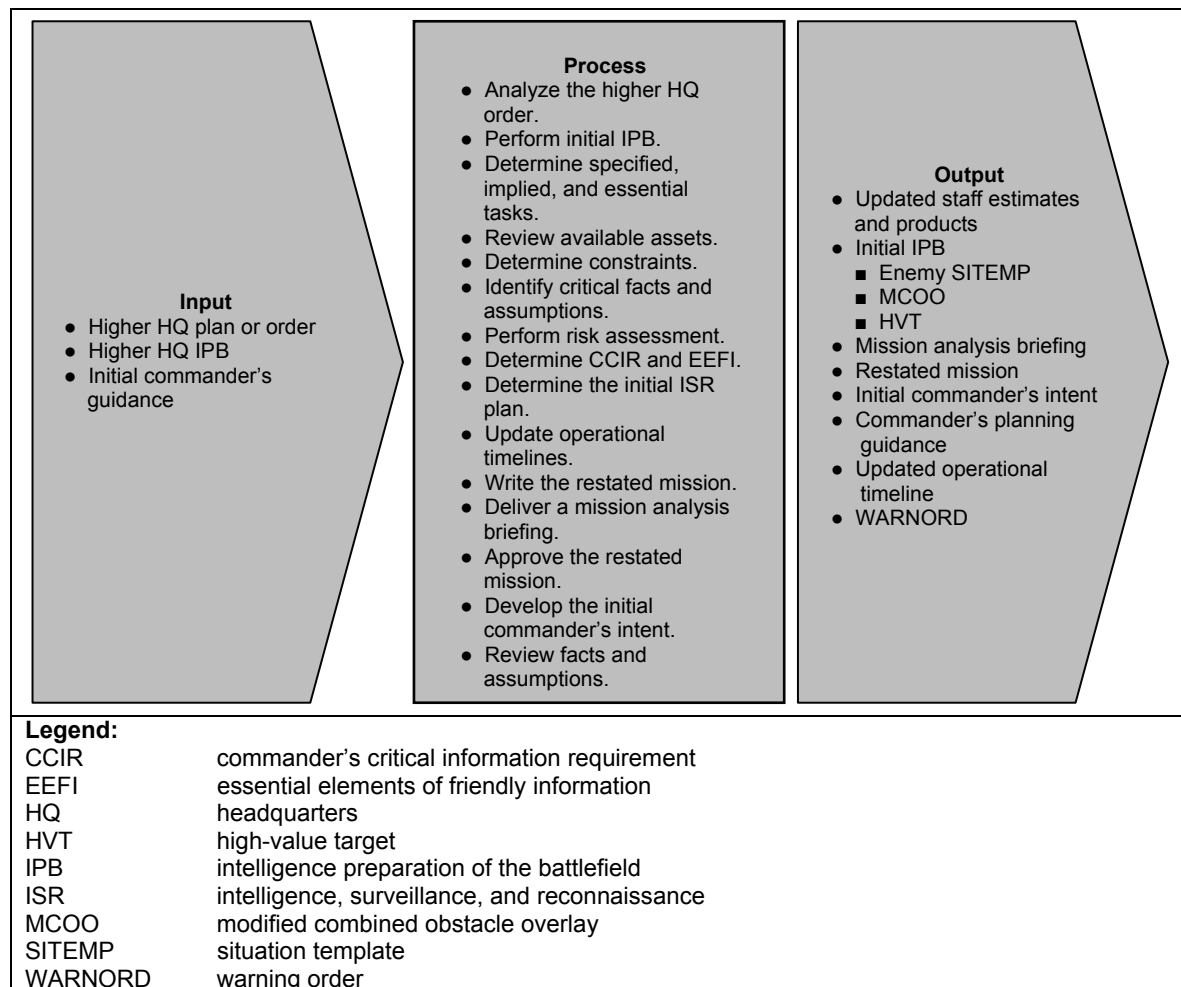 Input
● Higher HQ plan or order
● Higher HQ IPB
● Initial commander's
guidance
Process
● Analyze the higher HQ
order.
● Perform initial IPB.
● Determine specified,
implied, and essential
tasks.
● Review available assets.
● Determine constraints.
● Identify critical facts and
assumptions.
● Perform risk assessment.
● Determine CCIR and EEFI.
● Determine the initial ISR
plan.
● Update operational
timelines.
● Write the restated mission.
● Deliver a mission analysis
briefing.
● Approve the restated
mission.
● Develop the initial
commander's intent.
● Review facts and
assumptions.
Output
● Updated staff estimates
and products
● Initial IPB
■ Enemy SITEMP
■ MCOO
■ HVT
● Mission analysis briefing
● Restated mission
● Initial commander's intent
● Commander's planning
guidance
● Updated operational
timeline
● WARNORD
Legend:
CCIR commander's critical information requirement
EEFI essential elements of friendly information
HQ headquarters
HVT high-value target
IPB intelligence preparation of the battlefield
ISR intelligence, surveillance, and reconnaissance
MCOO modified combined obstacle overlay
SITEMP situation template
WARNORD warning order